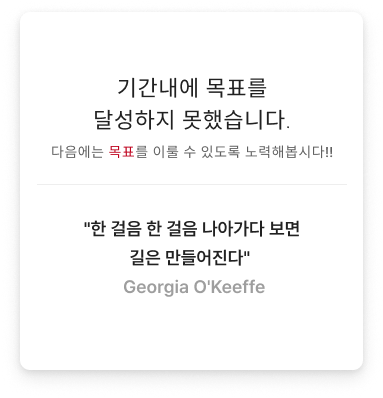 기간내에 목표를
달성하지 못했습니다.
다음에는 목표를 이룰 수 있도록 노력해봅시다!!
"한 걸음 한 걸음 나아가다 보면
길은 만들어진다"
Georgia O'Keeffe